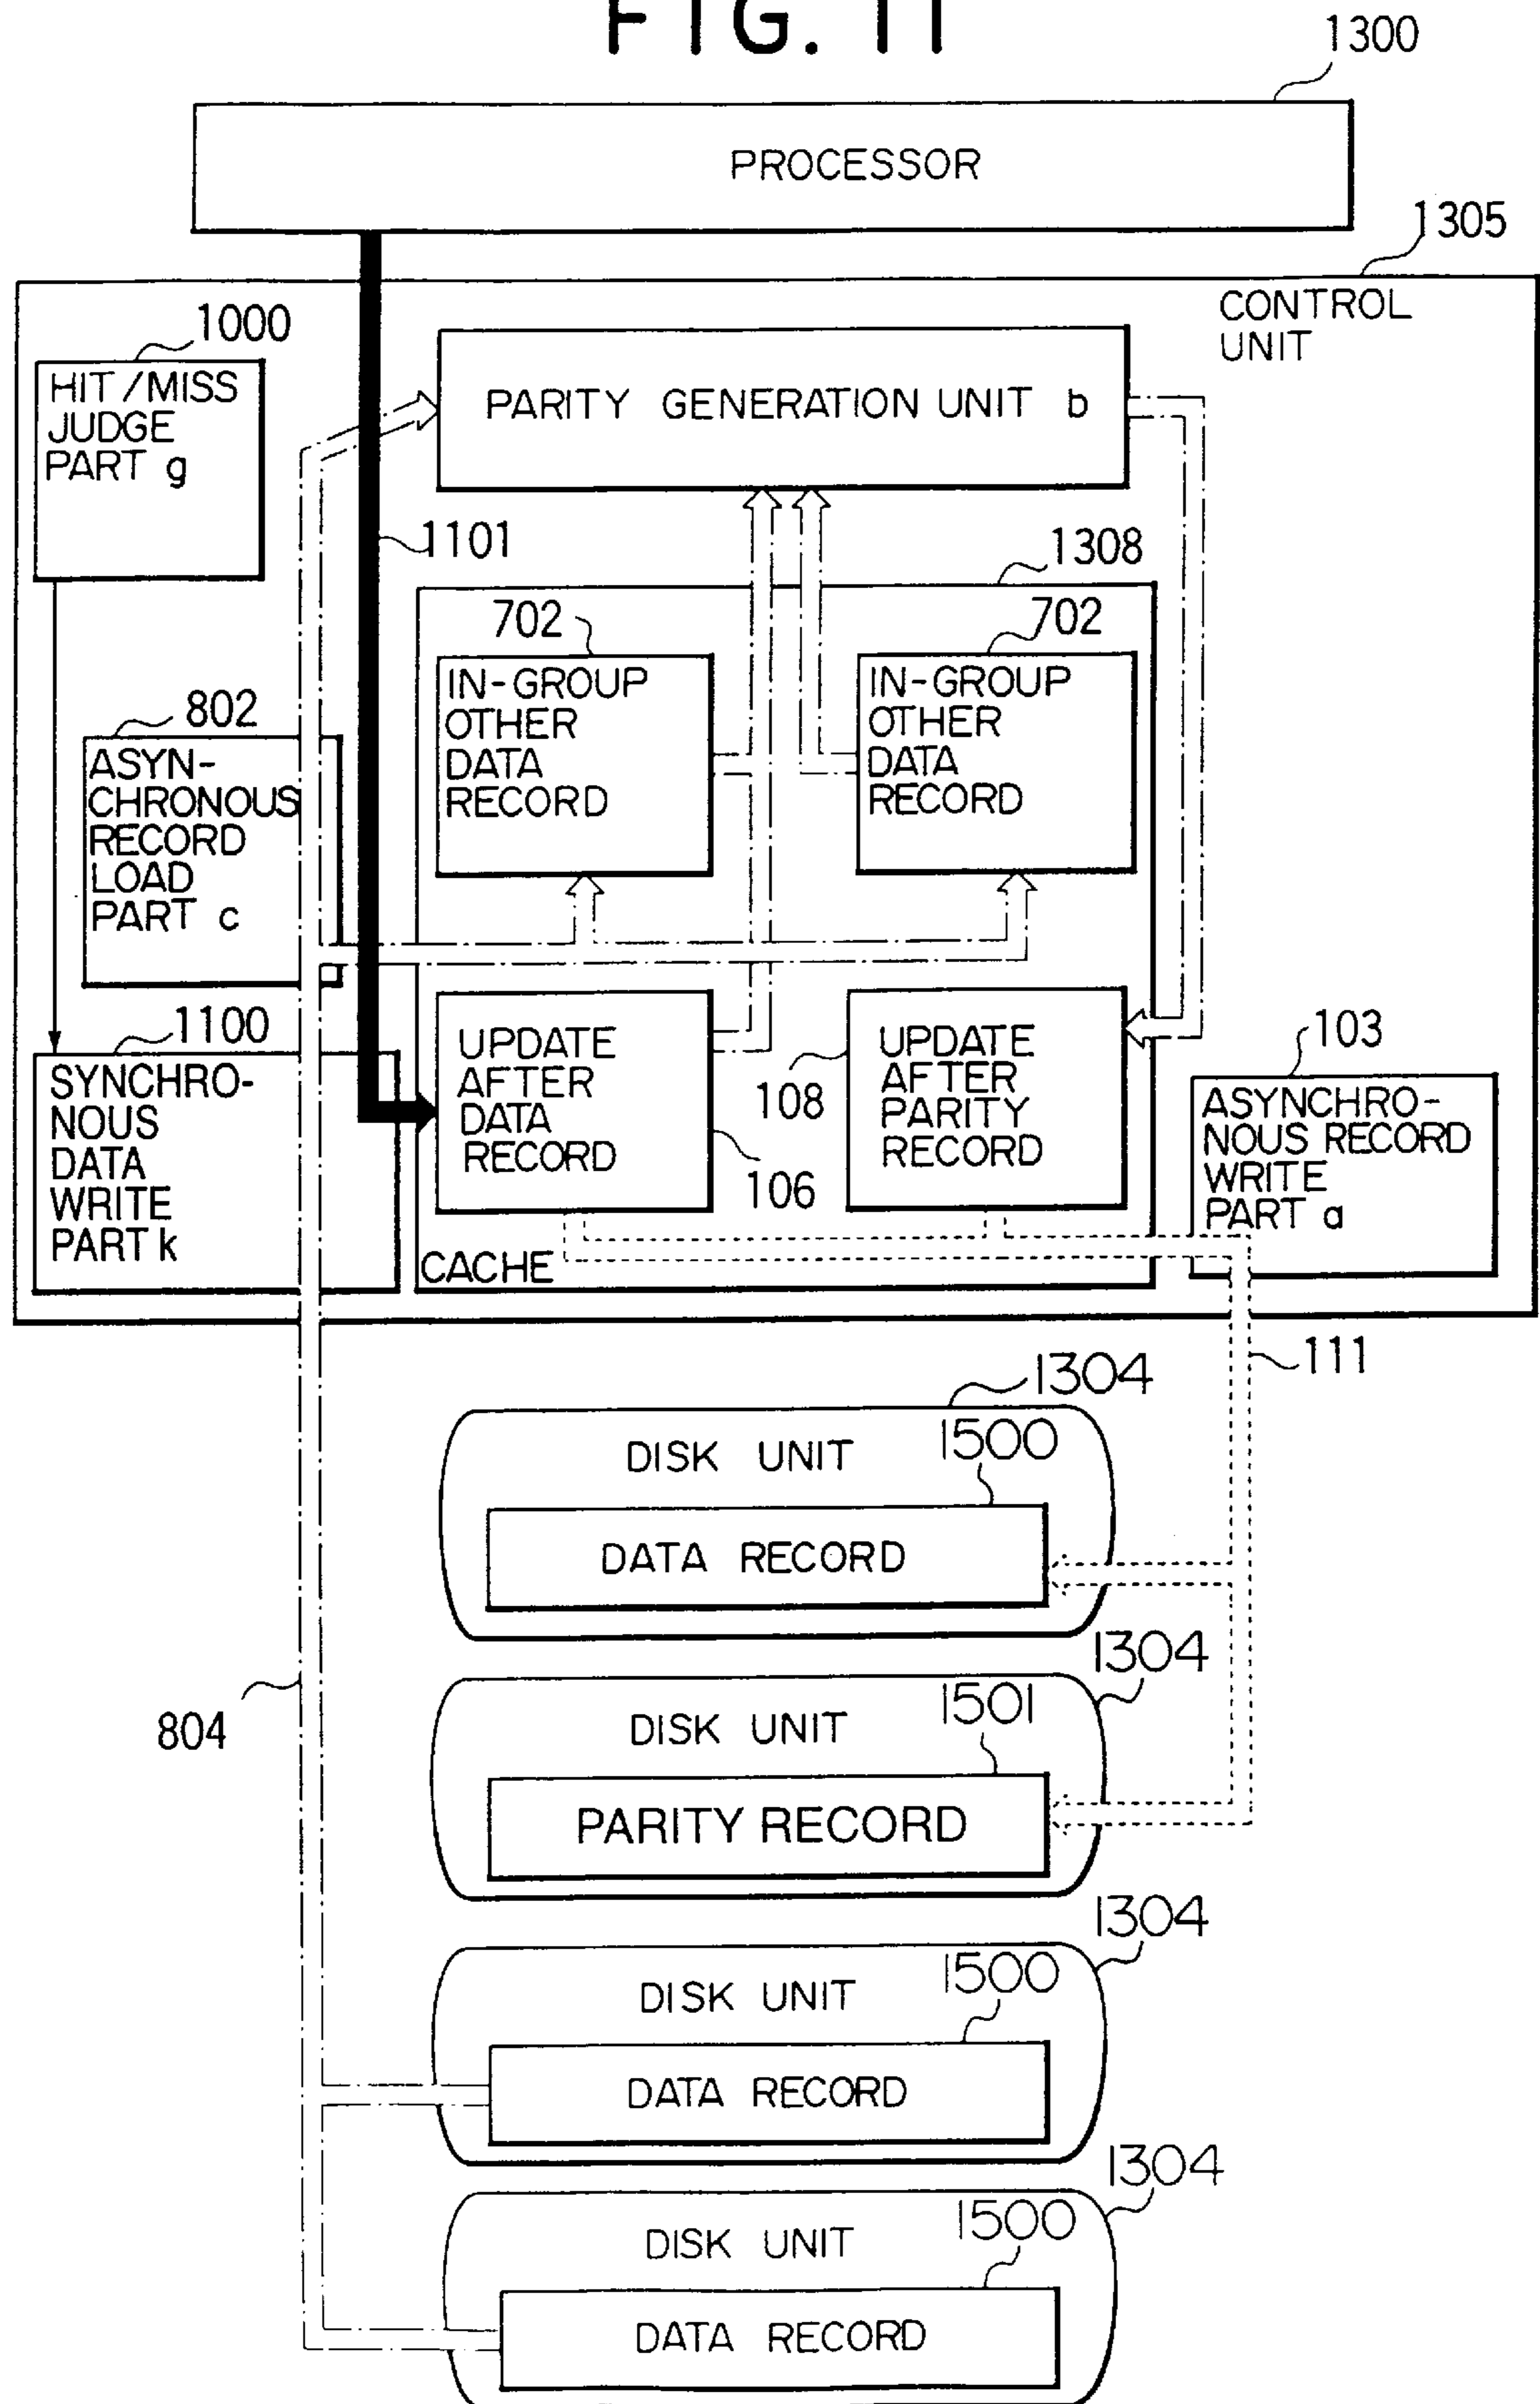 FIG. 11
1300
PROCESSOR
1305
CONTROL
UNIT
1000
HIT/MISS
JUDGE
PART g
PARITY GENERATION UNIT b
1101
1308
702
IN-GROUP
OTHER
DATA
RECORD
702
IN-GROUP
OTHER
DATA
RECORD
802
ASYN-
CHRONOUS
RECORD
LOAD
PART c
1100
SYNCHRO-
NOUS
DATA
WRITE
PART k
UPDATE
AFTER
DATA
RECORD
106
108
UPDATE
AFTER
PARITY
RECORD
103
ASYNCHRO-
NOUS RECORD
WRITE
PART a
CACHE
111
1304
DISK UNIT
1500
DATA RECORD
1304
DISK UNIT
1501
PARITY RECORD
804
1304
DISK UNIT
1500
DATA RECORD
1304
DISK UNIT
1500
DATA RECORD